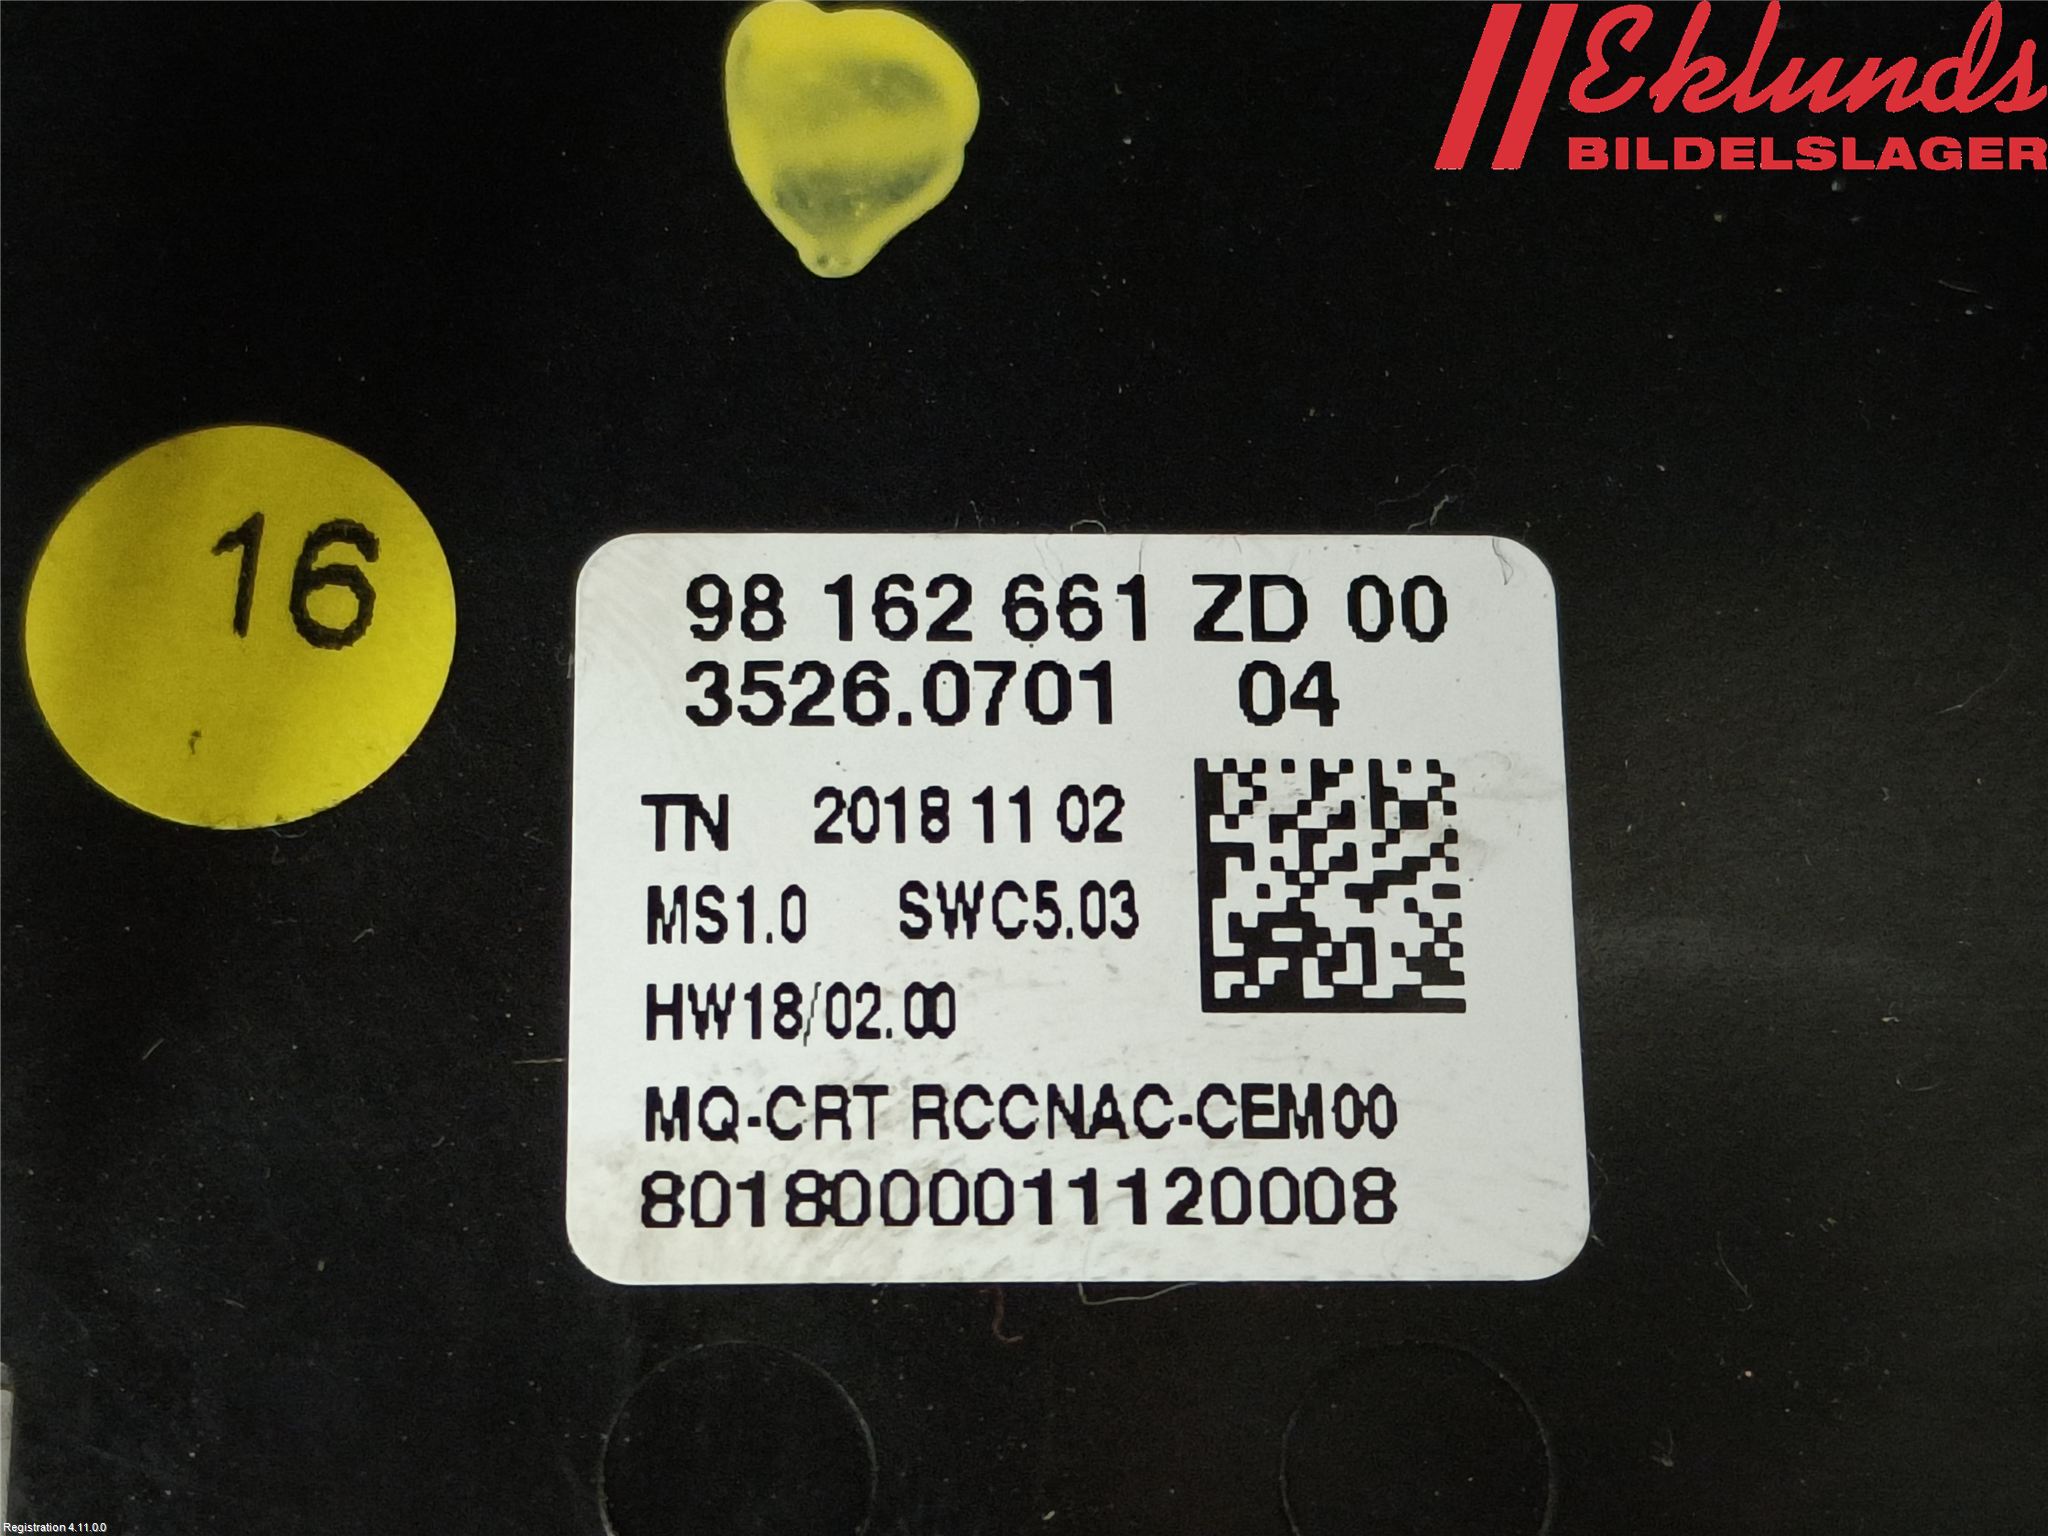 Eklunds
BILDELSLAGER
16
98 162 661 ZD 00
3526.0701 04
TN 2018 11 02
MS1.0 SWC5.03
HW18/02.00
MQ-CRT RCCNAC-CEM00
8018000011120008
Registration 4.11.0.0